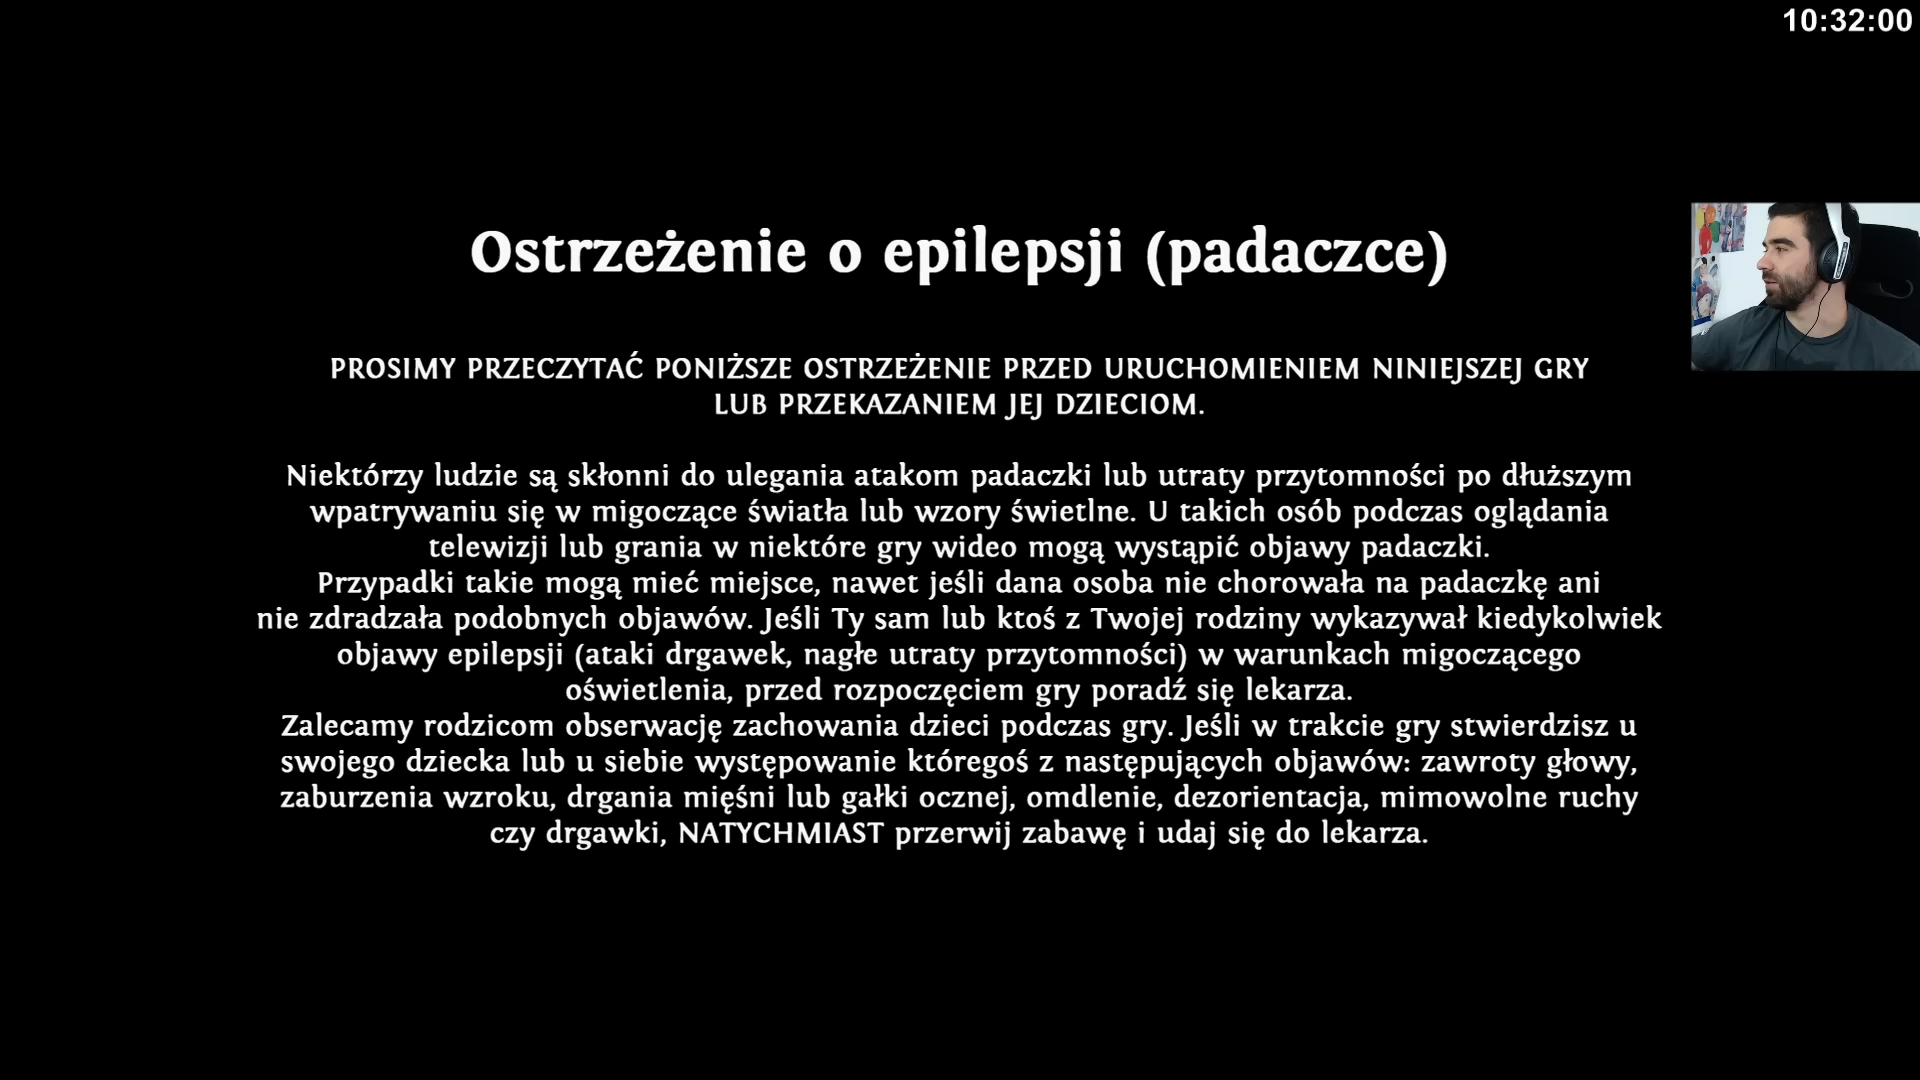 10:32:00
Ostrzeżenie o epilepsji (padaczce)
PROSIMY PRZECZYTAĆ PONIŻSZE OSTRZEŻENIE PRZED URUCHOMIENIEM NINIEJSZEJ GRY
LUB PRZEKAZANIEM JEJ DZIECIOM.
Niektórzy ludzie są skłonni do ulegania atakom padaczki lub utraty przytomności po dłuższym
wpatrywaniu się w migoczące światła lub wzory świetlne. U takich osób podczas oglądania
telewizji lub grania w niektóre gry wideo mogą wystąpić objawy padaczki.
Przypadki takie mogą mieć miejsce, nawet jeśli dana osoba nie chorowała na padaczkę ani
nie zdradzała podobnych objawów. Jeśli Ty sam lub ktoś z Twojej rodziny wykazywał kiedykolwiek
objawy epilepsji (ataki drgawek, nagłe utraty przytomności) w warunkach migoczącego
oświetlenia, przed rozpoczęciem gry poradź się lekarza.
Zalecamy rodzicom obserwację zachowania dzieci podczas gry. Jeśli w trakcie gry stwierdzisz u
swojego dziecka lub u siebie występowanie któregoś z następujących objawów: zawroty głowy,
zaburzenia wzroku, drgania mięśni lub gałki ocznej, omdlenie, dezorientacja, mimowolne ruchy
czy drgawki, NATYCHMIAST przerwij zabawę i udaj się do lekarza.